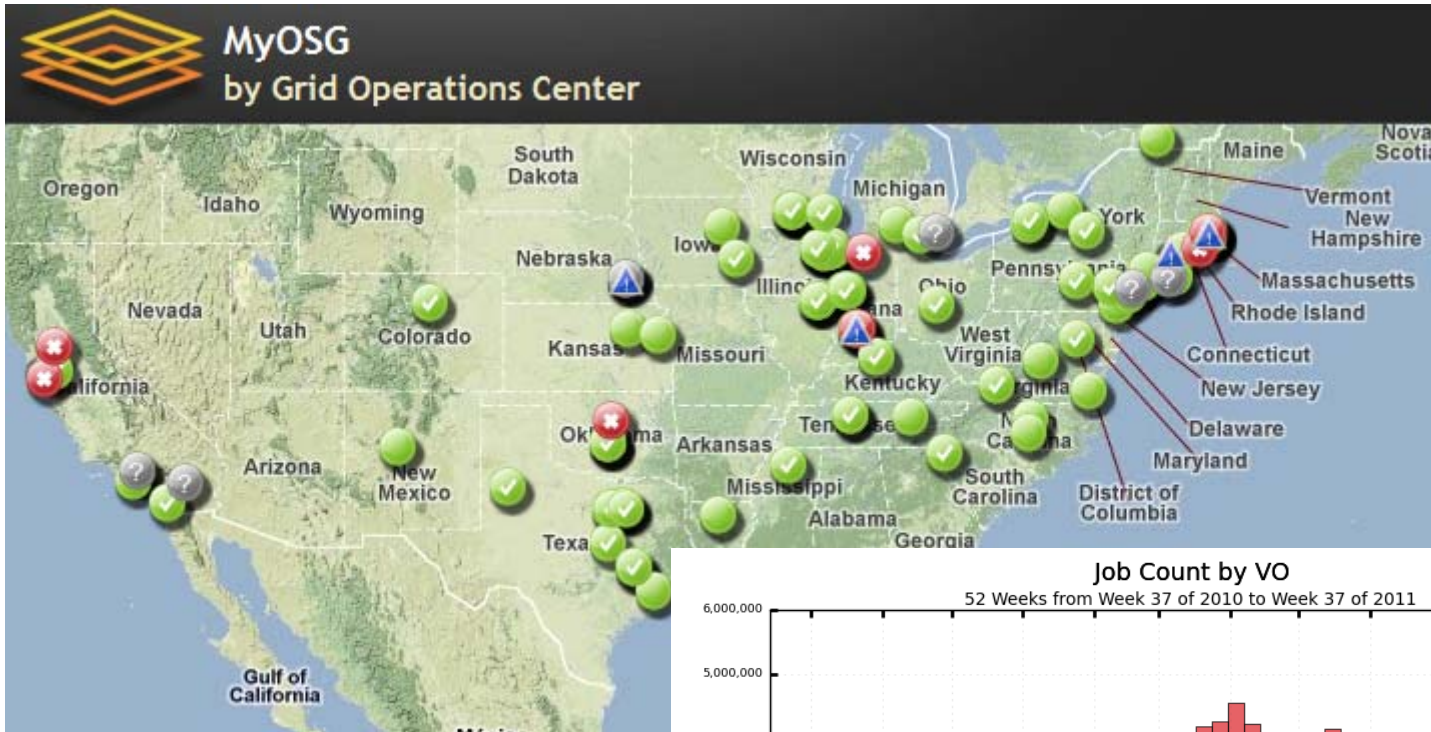 MyOSG
by Grid Operations Center
Nova
Scotia
Maine
South
Dakota
Wisconsin
Michigan
Oregon
Idaho
Wyoming
Vermont
New
Hampshire
York
Iowa
Nebraska
Pennsylvania
Massachusetts
Illinois
Ohio
Rhode Island
Nevada
Utah
Colorado
Kansas
Missouri
West
Virginia
Connecticut
Kentucky
New Jersey
California
Oklahoma
Arkansas
Delaware
Maryland
Arizona
New
Mexico
Mississippi
South
Carolina
District of
Columbia
Alabama
Georgia
Texa
Gulf of
California
México
Job Count by VO
52 Weeks from Week 37 of 2010 to Week 37 of 2011
6,000,000
5,000,000